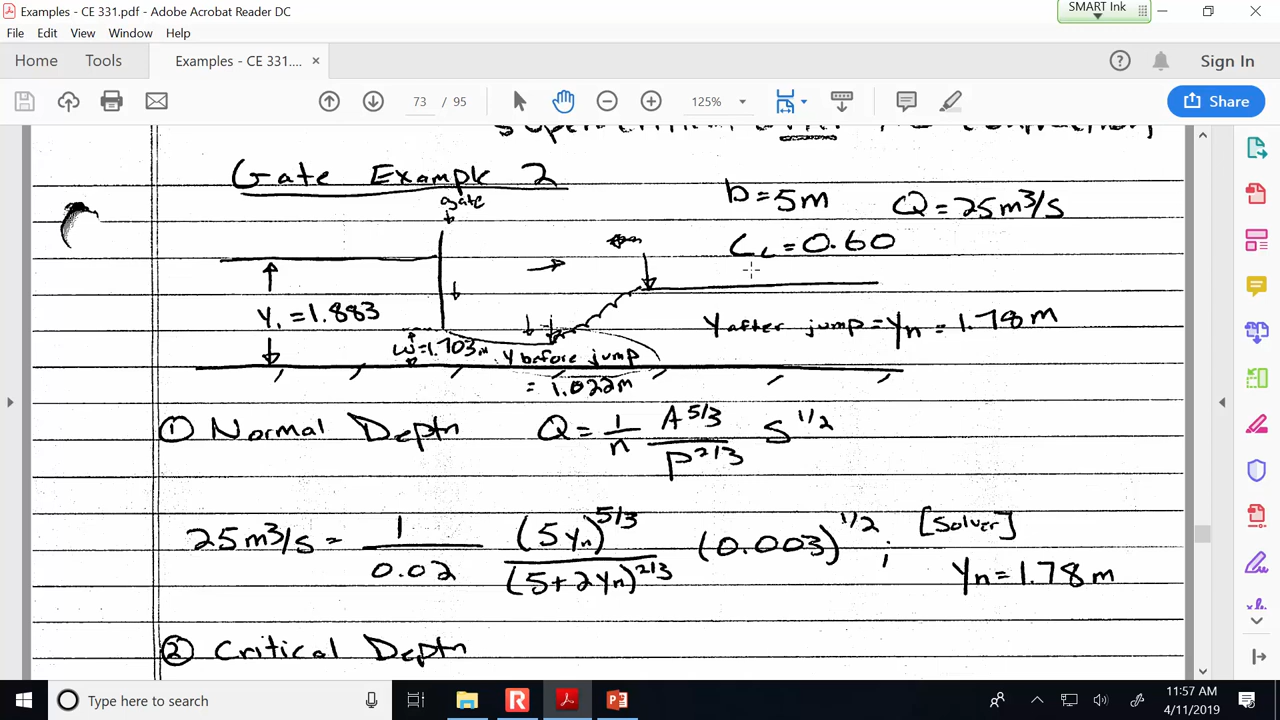 Examples - CE 331.pdf - Adobe Acrobat Reader DC
SMART Ink
File Edit View Window Help
Home Tools Examples - CE 331.... × Sign In
73 / 95 125% Share
Gate Example 2
gate
b=5m Q=25m³/s
Cc=0.60
Y₁=1.883
w=1.703m
Y before jump
= 1.022m
Y after jump=Yn=1.78m
① Normal Depth Q= 1/n A^5/3 / P^2/3 S^1/2
25m³/s= 1/0.02 (5Yn)^5/3 / (5+2Yn)^2/3 (0.003)^1/2 ; [Solver]
Yn=1.78m
② Critical Depth
Type here to search
11:57 AM
4/11/2019